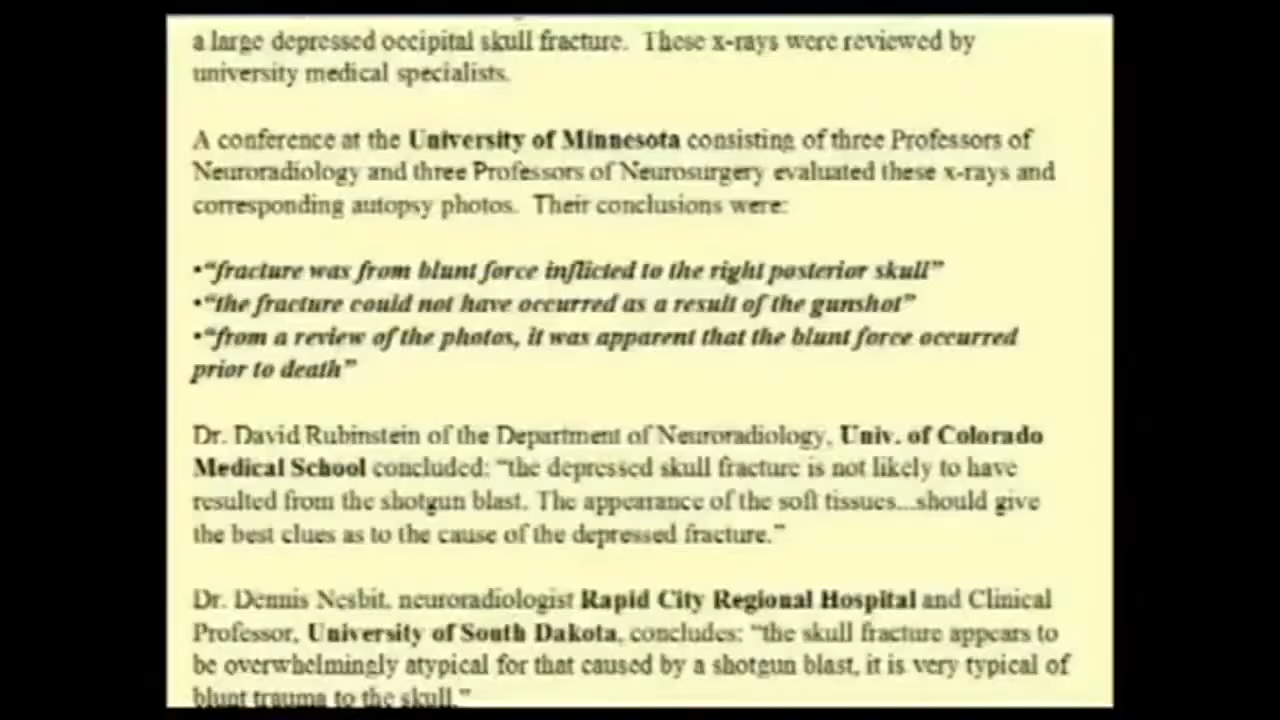 a large depressed occipital skull fracture. These x-rays were reviewed by
university medical specialists.
A conference at the University of Minnesota consisting of three Professors of
Neuroradiology and three Professors of Neurosurgery evaluated these x-rays and
corresponding autopsy photos. Their conclusions were:
•“fracture was from blunt force inflicted to the right posterior skull”
•“the fracture could not have occurred as a result of the gunshot”
•“from a review of the photos, it was apparent that the blunt force occurred
prior to death”
Dr. David Rubinstein of the Department of Neuroradiology, Univ. of Colorado
Medical School concluded: “the depressed skull fracture is not likely to have
resulted from the shotgun blast. The appearance of the soft tissues...should give
the best clues as to the cause of the depressed fracture.”
Dr. Dennis Nesbit, neuroradiologist Rapid City Regional Hospital and Clinical
Professor, University of South Dakota, concludes: “the skull fracture appears to
be overwhelmingly atypical for that caused by a shotgun blast, it is very typical of
blunt trauma to the skull.”